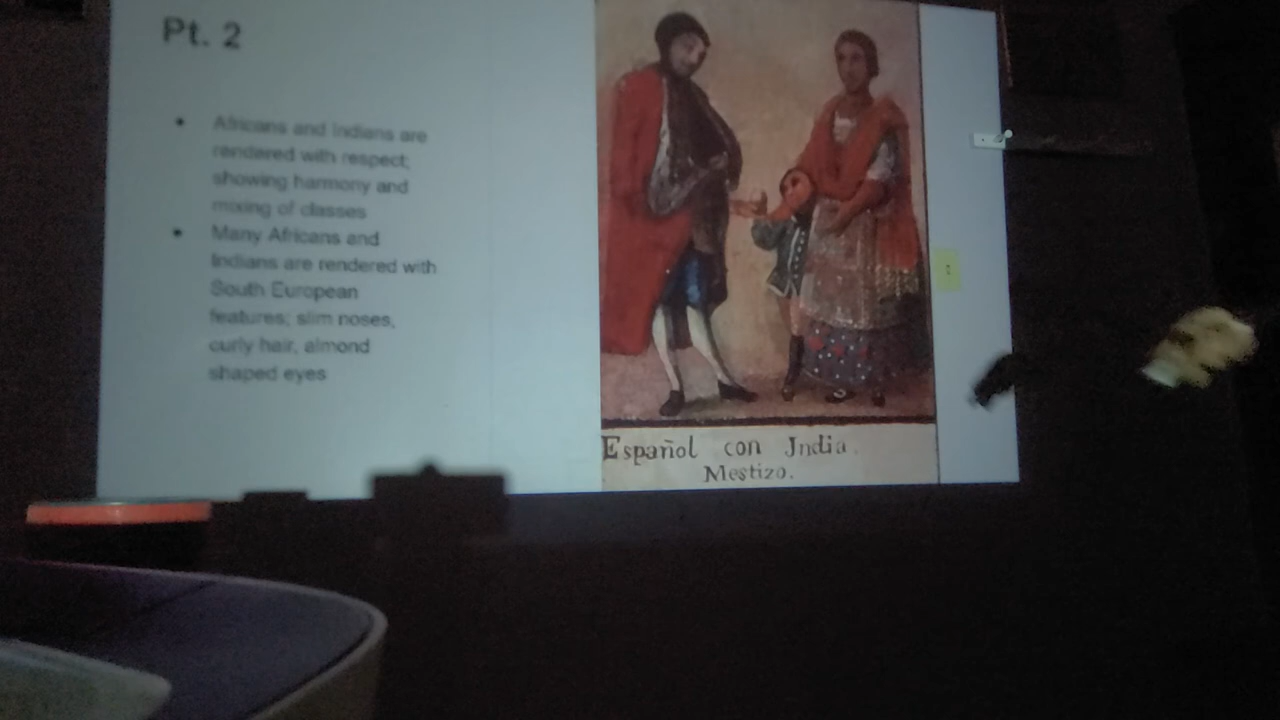 Pt. 2
Africans and Indians are
rendered with respect;
showing harmony and
mixing of classes
Many Africans and
Indians are rendered with
South European
features; slim noses,
curly hair, almond
shaped eyes
Español con India.
Mestizo.